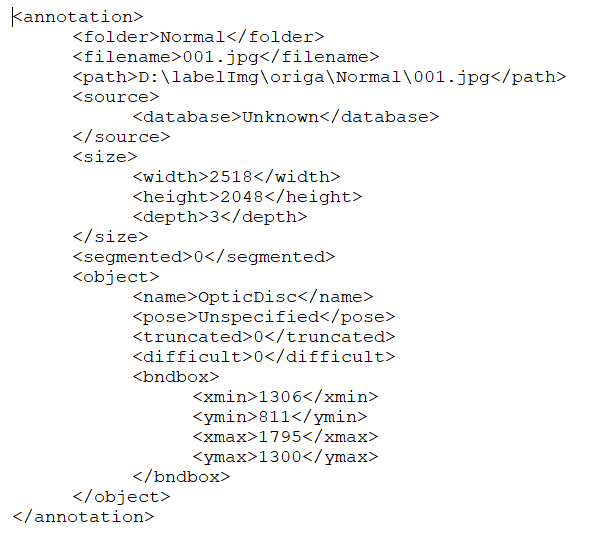 <annotation>
	<folder>Normal</folder>
	<filename>001.jpg</filename>
	<path>D:\labelImg\origa\Normal\001.jpg</path>
	<source>
		<database>Unknown</database>
	</source>
	<size>
		<width>2518</width>
		<height>2048</height>
		<depth>3</depth>
	</size>
	<segmented>0</segmented>
	<object>
		<name>OpticDisc</name>
		<pose>Unspecified</pose>
		<truncated>0</truncated>
		<difficult>0</difficult>
		<bndbox>
			<xmin>1306</xmin>
			<ymin>811</ymin>
			<xmax>1795</xmax>
			<ymax>1300</ymax>
		</bndbox>
	</object>
</annotation>